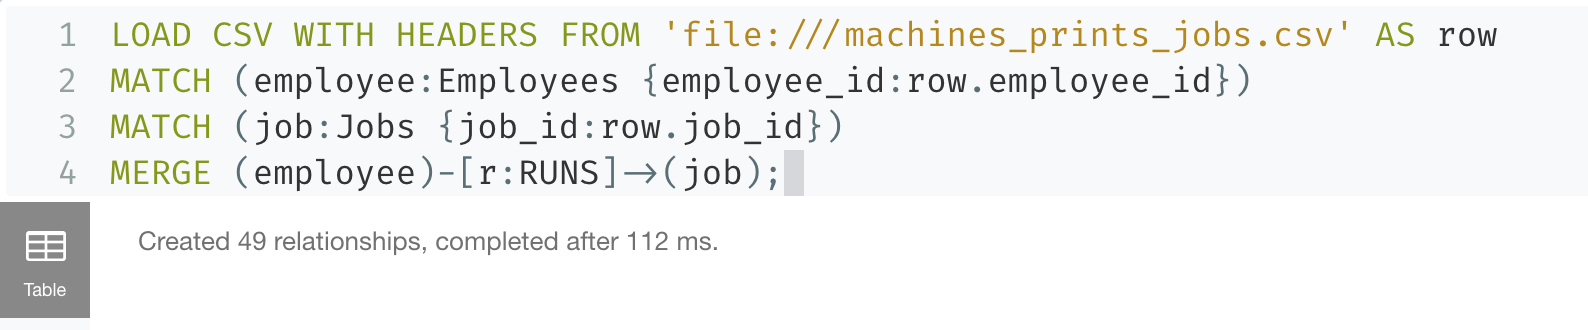 1 LOAD CSV WITH HEADERS FROM 'file:///machines_prints_jobs.csv' AS row
2 MATCH (employee:Employees {employee_id:row.employee_id})
3 MATCH (job:Jobs {job_id:row.job_id})
4 MERGE (employee)-[r:RUNS]->(job);
Created 49 relationships, completed after 112 ms.
Table